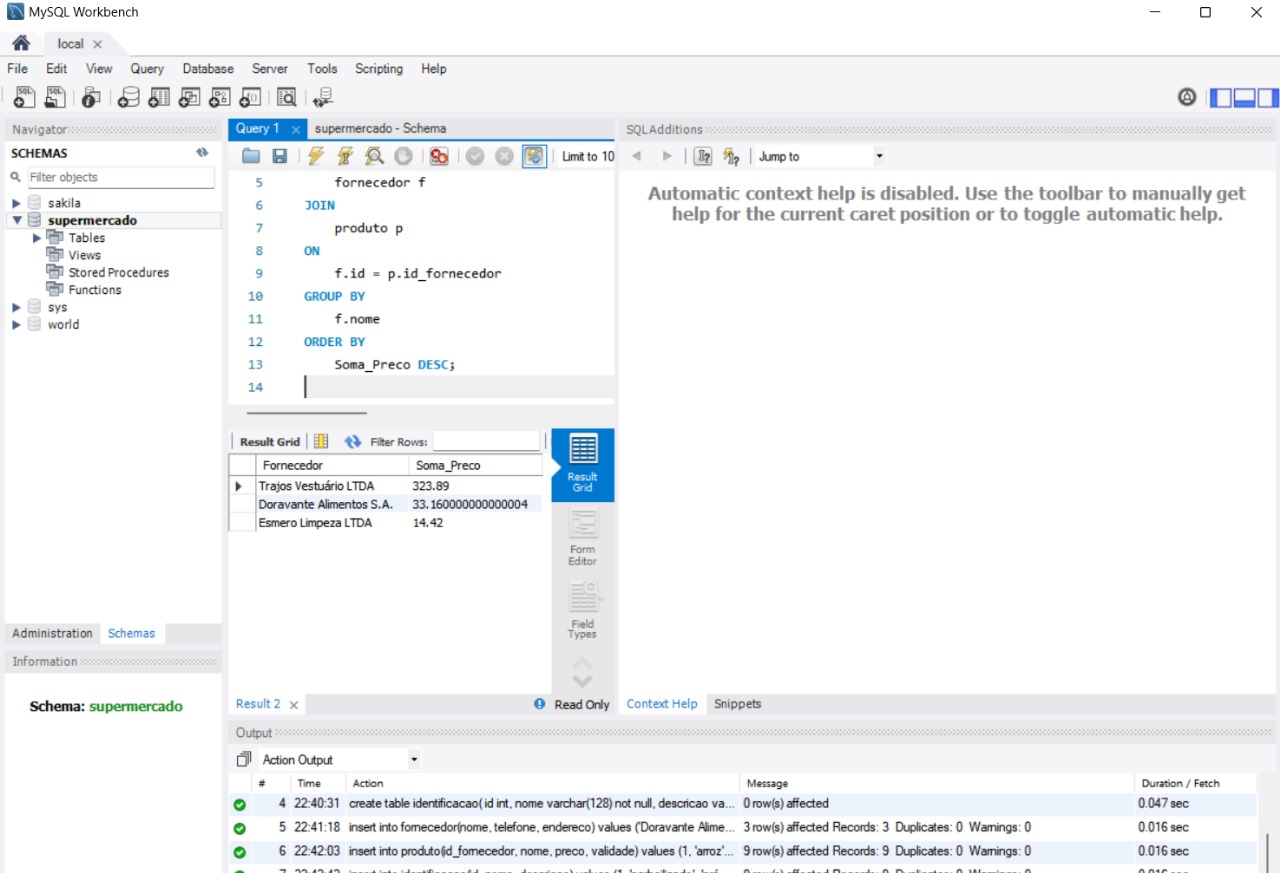 MySQL Workbench
local
File Edit View Query Database Server Tools Scripting Help
Navigator
SCHEMAS
Filter objects
sakila
supermercado
Tables
Views
Stored Procedures
Functions
sys
world
Administration Schemas
Information
Schema: supermercado
Query 1 supermercado - Schema
Limit to 10
5 fornecedor f
6 JOIN
7 produto p
8 ON
9 f.id = p.id_fornecedor
10 GROUP BY
11 f.nome
12 ORDER BY
13 Soma_Preco DESC;
14
Result Grid Filter Rows:
Fornecedor Soma_Preco
Trajos Vestuário LTDA 323.89
Doravante Alimentos S.A. 33.160000000000004
Esmero Limpeza LTDA 14.42
Result
Grid
Form
Editor
Field
Types
Result 2 Read Only
SQLAdditions
Jump to
Automatic context help is disabled. Use the toolbar to manually get
help for the current caret position or to toggle automatic help.
Context Help Snippets
Output
Action Output
# Time Action Message Duration / Fetch
4 22:40:31 create table identificacao( id int, nome varchar(128) not null, descricao va... 0 row(s) affected 0.047 sec
5 22:41:18 insert into fornecedor(nome, telefone, endereco) values ('Doravante Alime... 3 row(s) affected Records: 3 Duplicates: 0 Warnings: 0 0.016 sec
6 22:42:03 insert into produto(id_fornecedor, nome, preco, validade) values (1, 'arroz'... 9 row(s) affected Records: 9 Duplicates: 0 Warnings: 0 0.016 sec